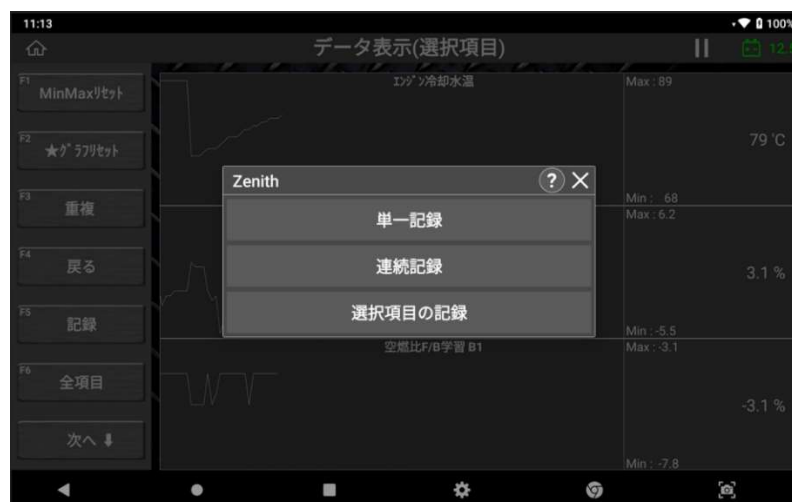 11:13
100%
データ表示(選択項目)
12.5
F1
MinMaxﾘｾｯﾄ
F2
★ｸﾞﾗﾌﾘｾｯﾄ
F3
重複
F4
戻る
F5
記録
F6
全項目
次へ ⬇
ｴﾝｼﾞﾝ冷却水温
Max : 89
79 ℃
Min : 68
Zenith
?
単一記録
連続記録
選択項目の記録
Max : 6.2
3.1 %
Min : -5.5
空燃比F/B学習 B1
Max : -3.1
-3.1 %
Min : -7.8